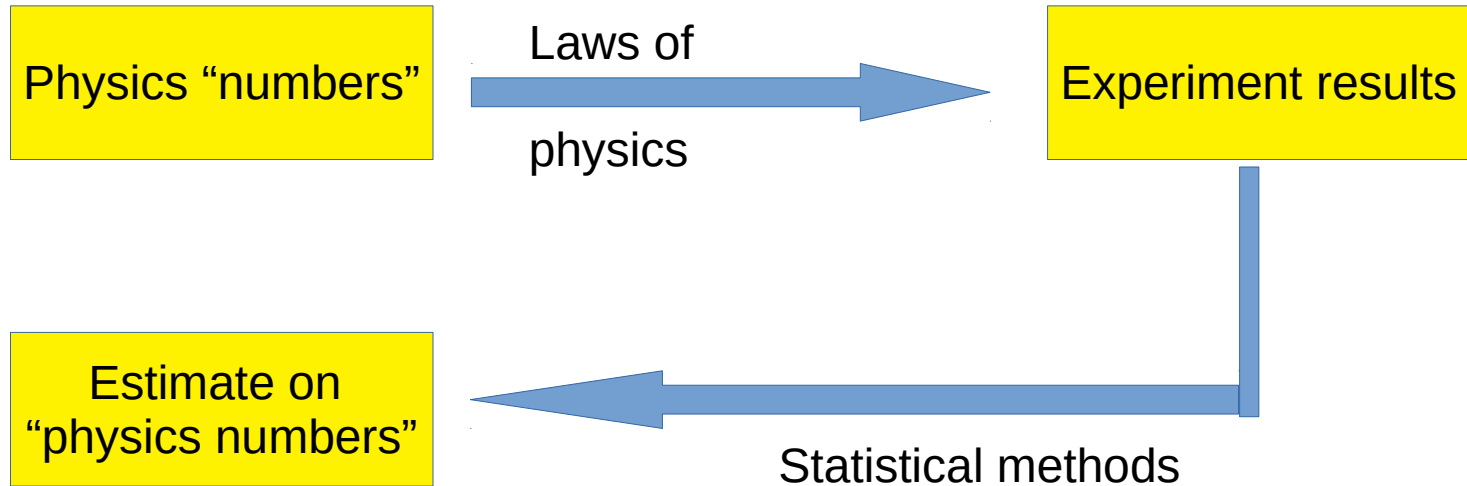 Physics “numbers”
Laws of
physics
Experiment results
Estimate on
“physics numbers”
Statistical methods